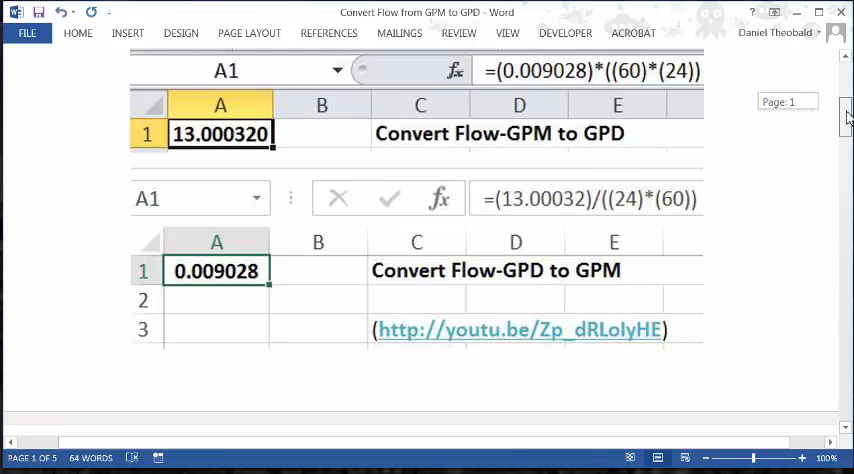 Convert Flow from GPM to GPD - Word
?
FILE HOME INSERT DESIGN PAGE LAYOUT REFERENCES MAILINGS REVIEW VIEW DEVELOPER ACROBAT Daniel Theobald
A1 fx =(0.009028)*((60)*(24))
A B C D E
1 13.000320 Convert Flow-GPM to GPD
Page: 1
A1 fx =(13.00032)/((24)*(60))
A B C D E
1 0.009028 Convert Flow-GPD to GPM
2
3 (http://youtu.be/Zp_dRLoIyHE)
PAGE 1 OF 5 64 WORDS 100%